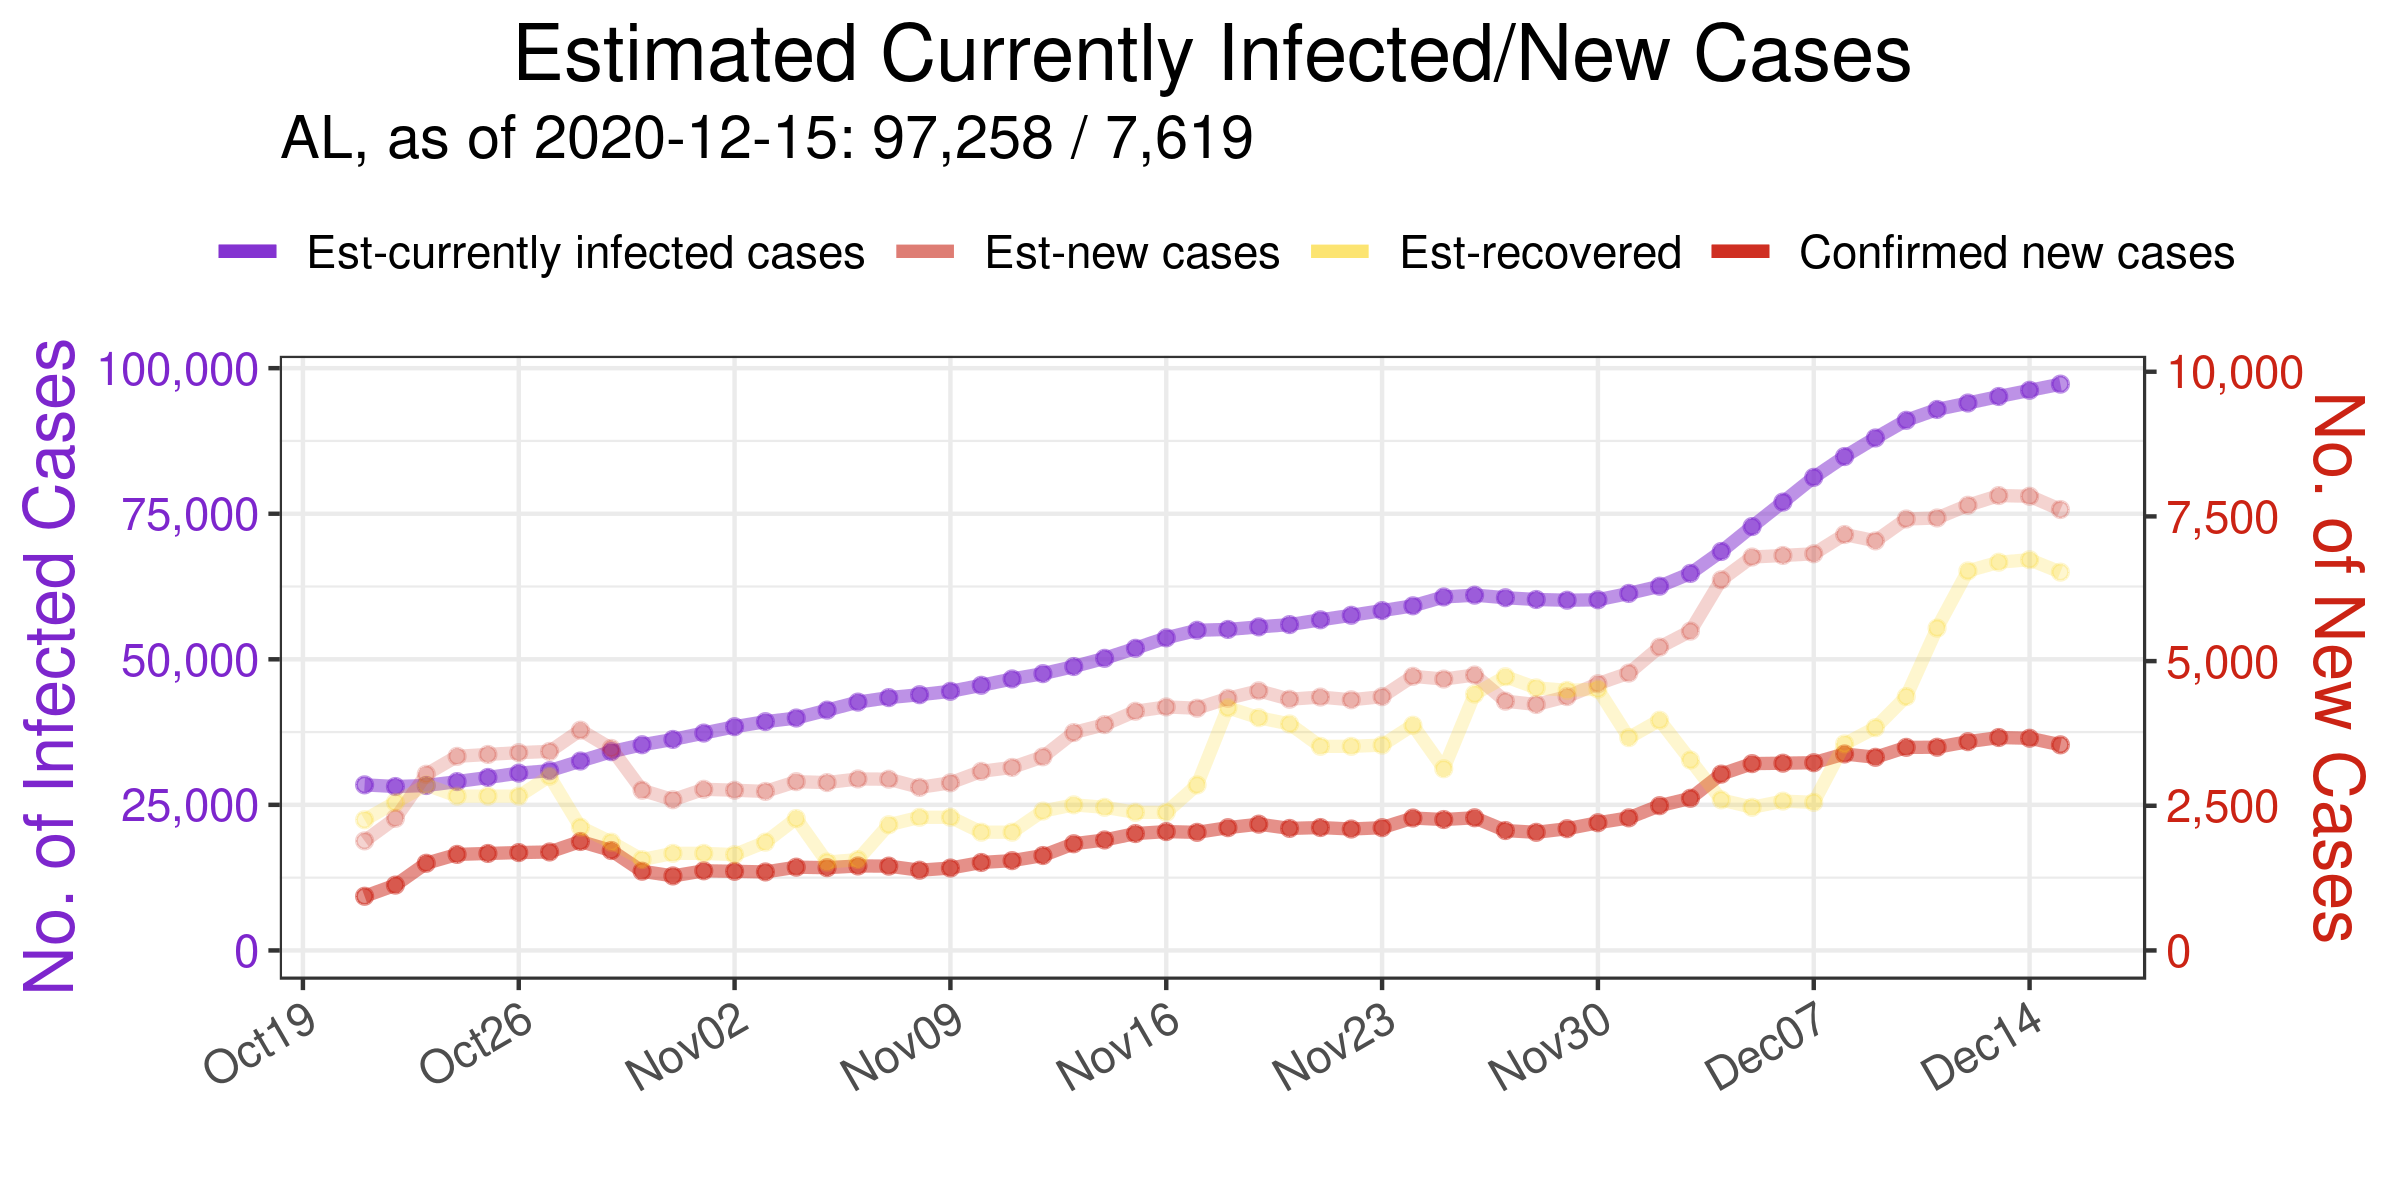 Estimated Currently Infected/New Cases
AL, as of 2020-12-15: 97,258 / 7,619
Est-currently infected cases
Est-new cases
Est-recovered
Confirmed new cases
No. of Infected Cases
100,000
75,000
50,000
25,000
0
10,000
7,500
5,000
2,500
0
No. of New Cases
Oct19
Oct26
Nov02
Nov09
Nov16
Nov23
Nov30
Dec07
Dec14